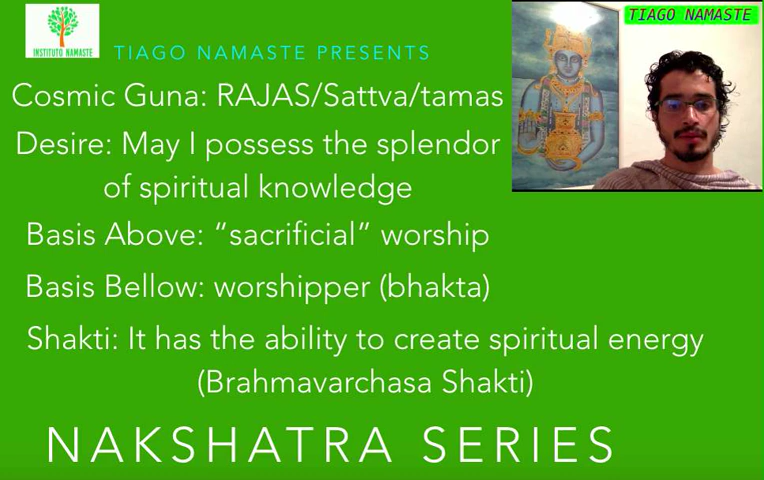 INSTITUTO NAMASTE
TIAGO NAMASTE PRESENTS
TIAGO NAMASTE
Cosmic Guna: RAJAS/Sattva/tamas
Desire: May I possess the splendor
of spiritual knowledge
Basis Above: “sacrificial” worship
Basis Bellow: worshipper (bhakta)
Shakti: It has the ability to create spiritual energy
(Brahmavarchasa Shakti)
NAKSHATRA SERIES